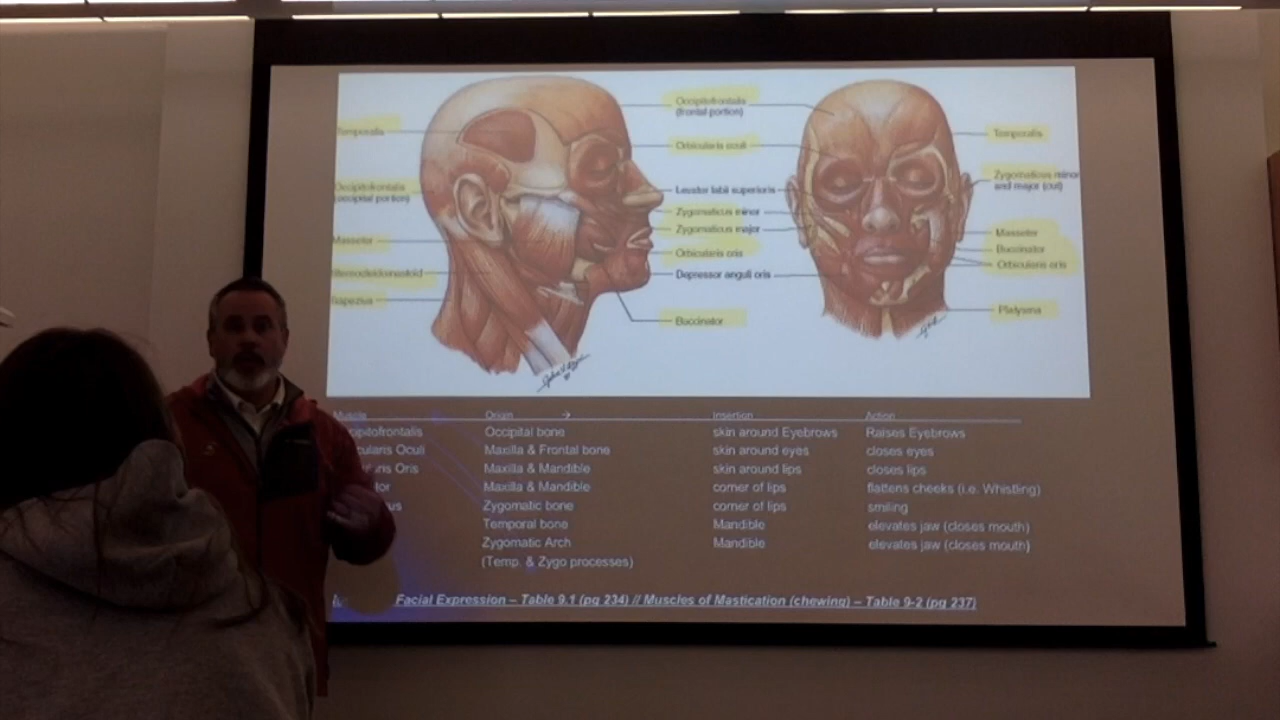 Temporalis
Occipitofrontalis
(occipital portion)
Masseter
Sternocleidomastoid
Trapezius
Occipitofrontalis
(frontal portion)
Orbicularis oculi
Levator labii superioris
Zygomaticus minor
Zygomaticus major
Orbicularis oris
Depressor anguli oris
Buccinator
Temporalis
Zygomaticus minor
and major (cut)
Masseter
Buccinator
Orbicularis oris
Platysma
Muscle Origin → Insertion Action
Occipital bone skin around Eyebrows Raises Eyebrows
Oculi Maxilla & Frontal bone skin around eyes closes eyes
Oris Maxilla & Mandible skin around lips closes lips
Maxilla & Mandible corner of lips flattens cheeks (i.e. Whistling)
Zygomatic bone corner of lips smiling
Temporal bone Mandible elevates jaw (closes mouth)
Zygomatic Arch Mandible elevates jaw (closes mouth)
(Temp. & Zygo processes)
Facial Expression – Table 9.1 (pg 234) // Muscles of Mastication (chewing) – Table 9-2 (pg 237)